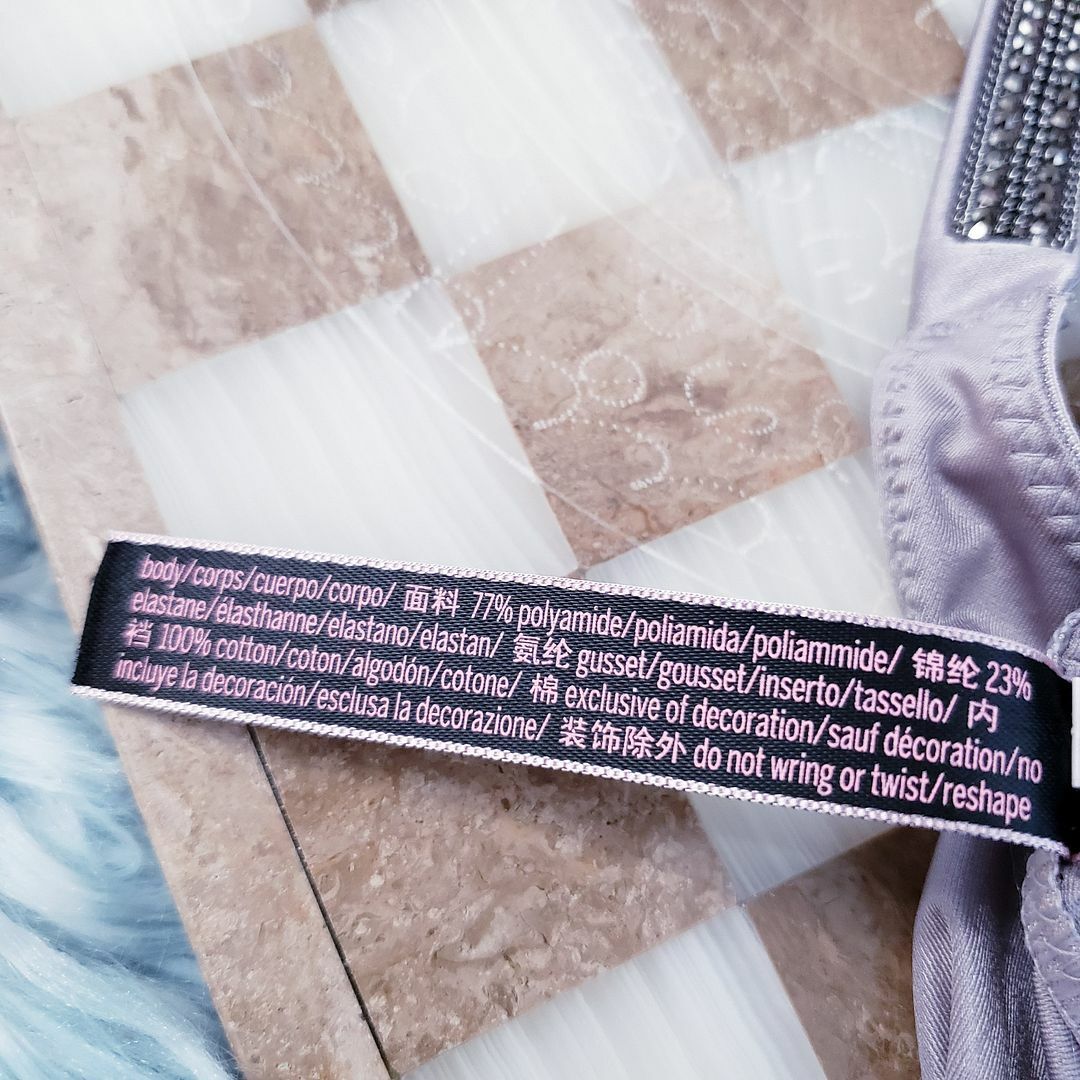 body/corps/cuerpo/corpo/ 面料 77% polyamide/poliamida/poliammide/ 锦纶 23%
elastane/élasthanne/elastano/elastan/ 氨纶 gusset/gousset/inserto/tassello/ 内
裆 100% cotton/coton/algodón/cotone/ 棉 exclusive of decoration/sauf décoration/no
incluye la decoración/esclusa la decorazione/ 装饰除外 do not wring or twist/reshape